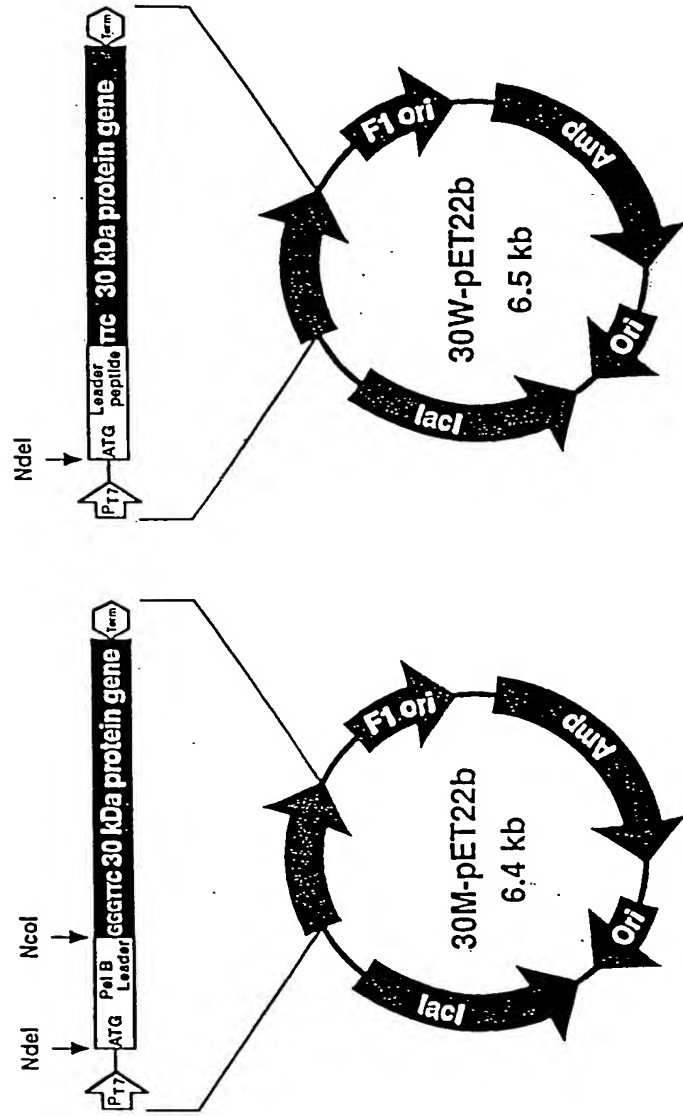 NdeI
NcoI
PT7
ATG
Pel B
Leader
GGGTTC 30 kDa protein gene
Term
F1 ori
Amp
Ori
lacI
30M-pET22b
6.4 kb
NdeI
PT7
ATG
Leader
peptide
TTC 30 kDa protein gene
Term
F1 ori
Amp
Ori
lacI
30W-pET22b
6.5 kb